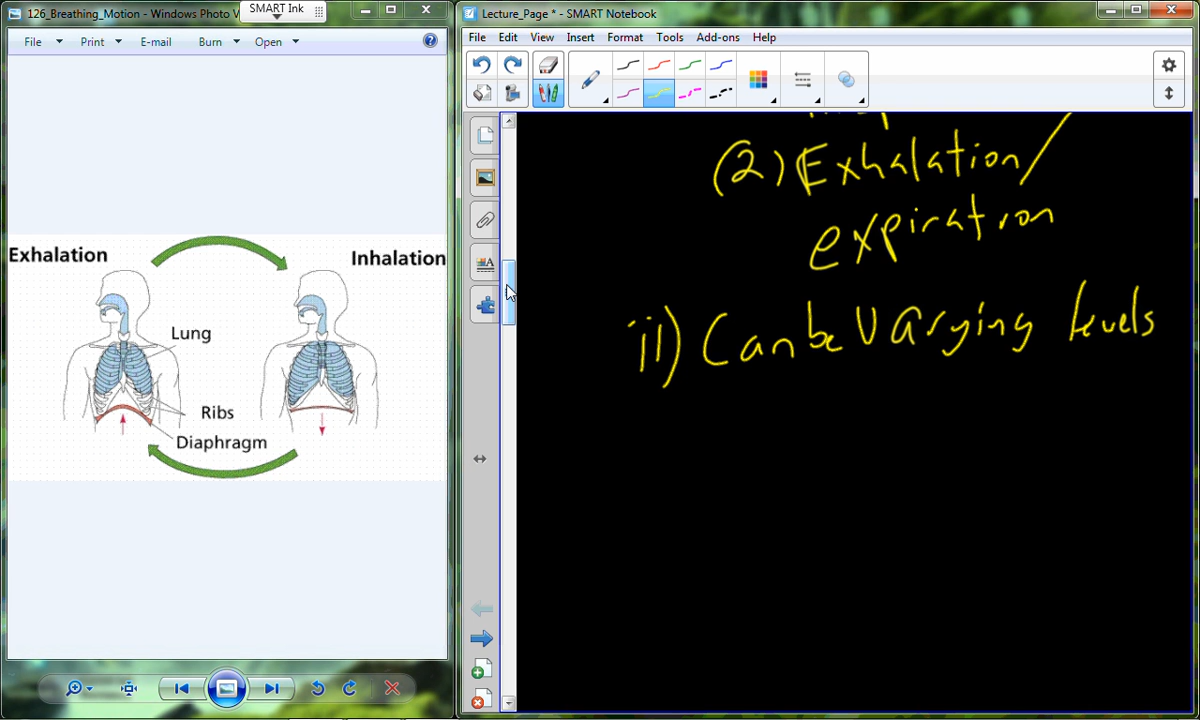 126_Breathing_Motion - Windows Photo V
SMART Ink
File Print E-mail Burn Open
Exhalation
Inhalation
Lung
Ribs
Diaphragm
Lecture_Page * - SMART Notebook
File Edit View Insert Format Tools Add-ons Help
(2) Exhalation/
expiration
ii) Can be varying levels